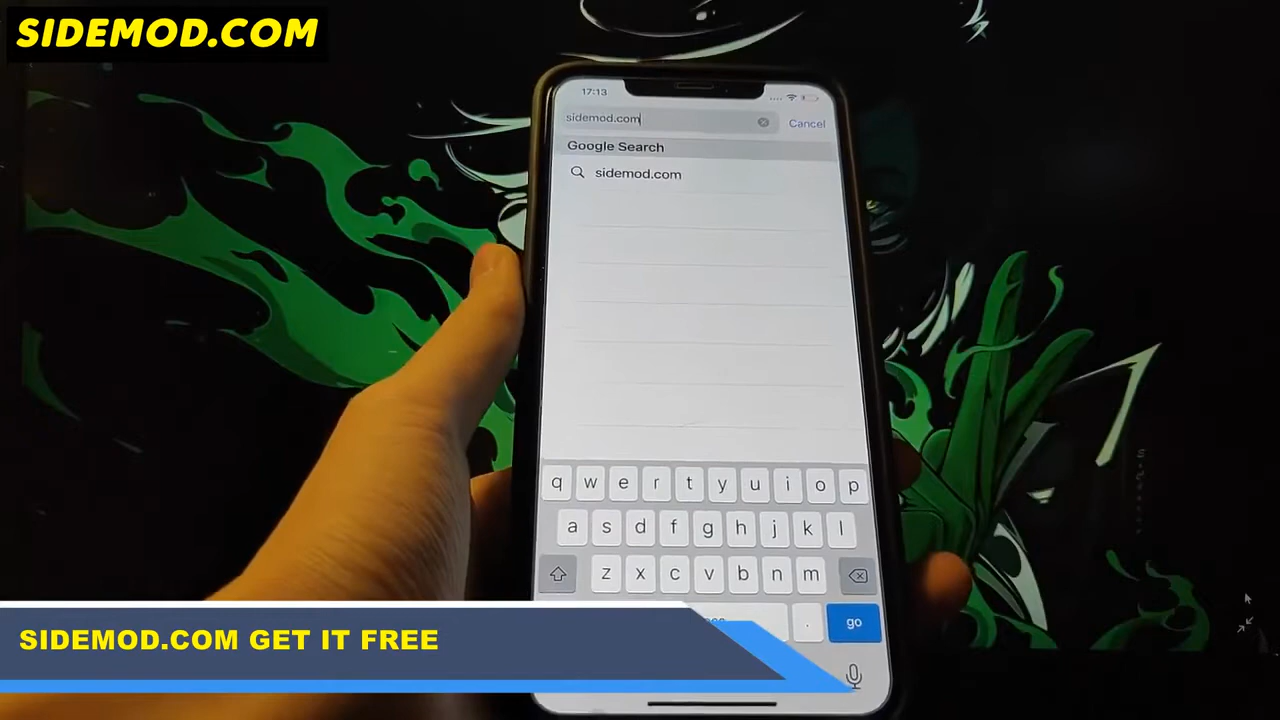 SIDEMOD.COM
17:13
sidemod.com
Cancel
Google Search
sidemod.com
q w e r t y u i o p
a s d f g h j k l
z x c v b n m
.
go
SIDEMOD.COM GET IT FREE